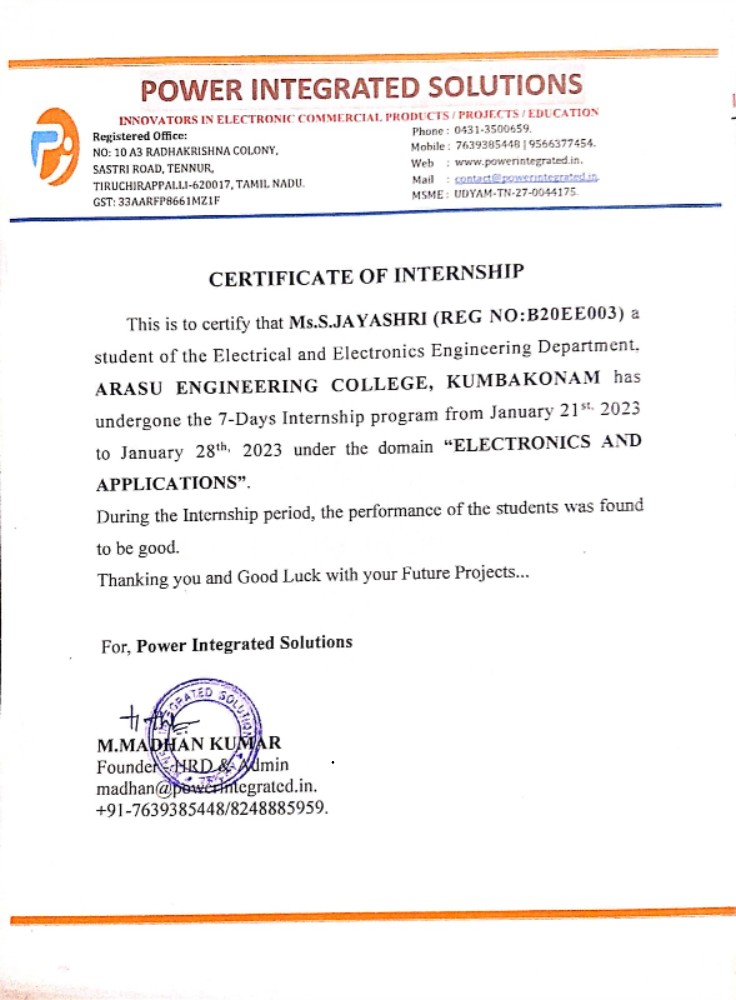 POWER INTEGRATED SOLUTIONS
INNOVATORS IN ELECTRONIC COMMERCIAL PRODUCTS / PROJECTS / EDUCATION
Registered Office:
NO: 10 A3 RADHAKRISHNA COLONY,
SASTRI ROAD, TENNUR,
TIRUCHIRAPPALLI-620017, TAMIL NADU.
GST: 33AARFP8661MZ1F
Phone : 0431-3500659.
Mobile : 7639385448 | 9566377454.
Web : www.powerintegrated.in.
Mail : contact@powerintegrated.in.
MSME : UDYAM-TN-27-0044175.
CERTIFICATE OF INTERNSHIP
This is to certify that Ms.S.JAYASHRI (REG NO:B20EE003) a
student of the Electrical and Electronics Engineering Department,
ARASU ENGINEERING COLLEGE, KUMBAKONAM has
undergone the 7-Days Internship program from January 21st, 2023
to January 28th, 2023 under the domain “ELECTRONICS AND
APPLICATIONS”.
During the Internship period, the performance of the students was found
to be good.
Thanking you and Good Luck with your Future Projects...
For, Power Integrated Solutions
M.MADHAN KUMAR
Founder - HRD & Admin
madhan@powerintegrated.in.
+91-7639385448/8248885959.